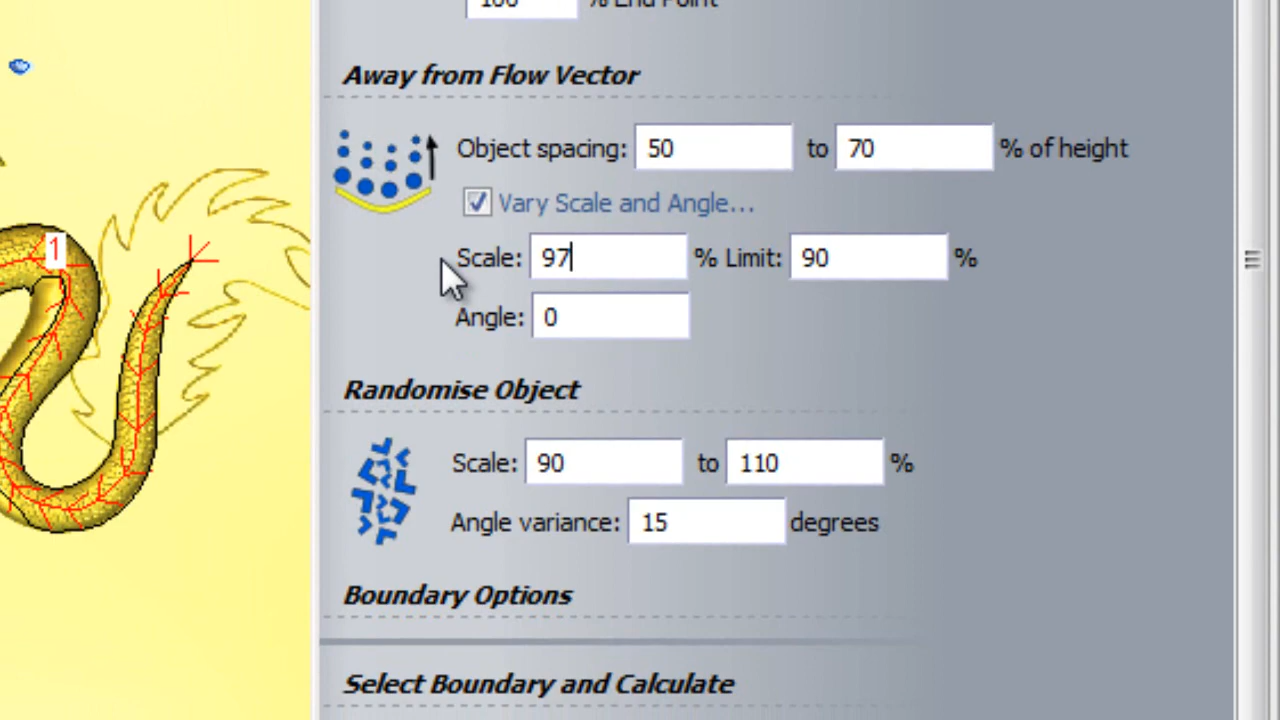 100 % End Point
Away from Flow Vector
Object spacing: 50 to 70 % of height
Vary Scale and Angle...
Scale: 97 % Limit: 90 %
Angle: 0
1
Randomise Object
Scale: 90 to 110 %
Angle variance: 15 degrees
Boundary Options
Select Boundary and Calculate